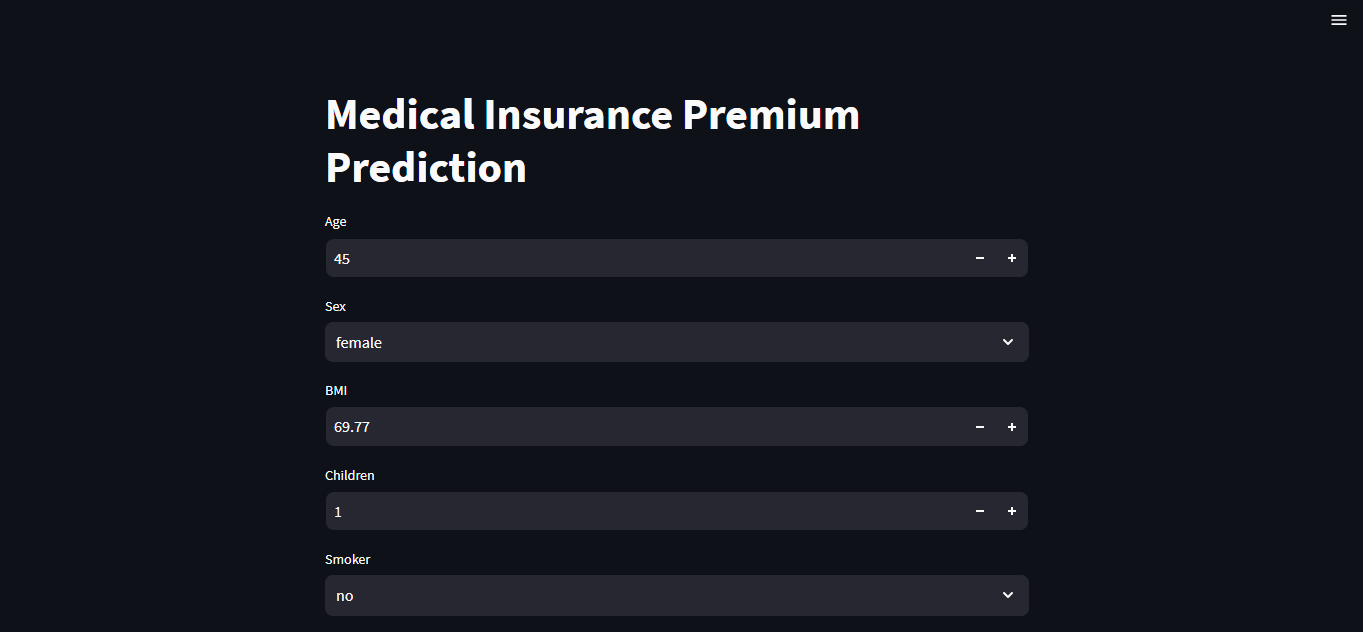 Medical Insurance Premium
Prediction
Age
45
Sex
female
BMI
69.77
Children
1
Smoker
no